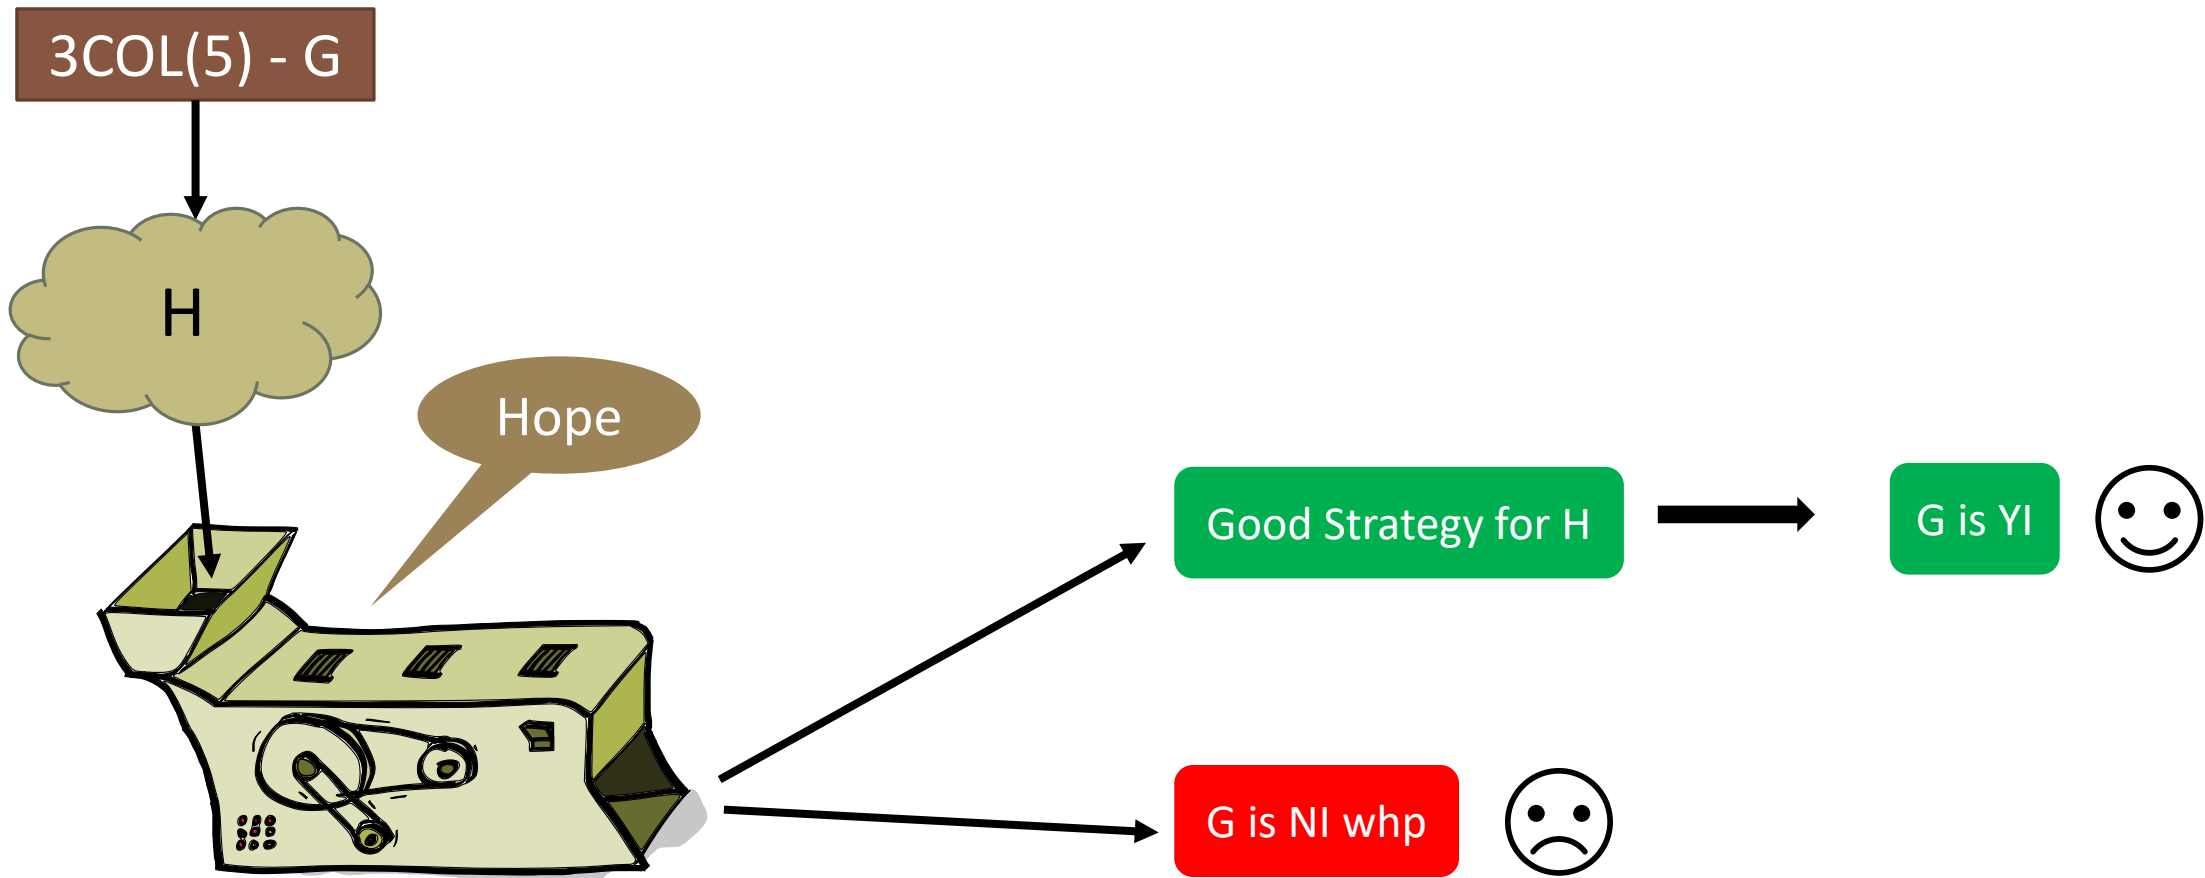 3COL(5) - G
H
Hope
Good Strategy for H
G is YI
G is NI whp